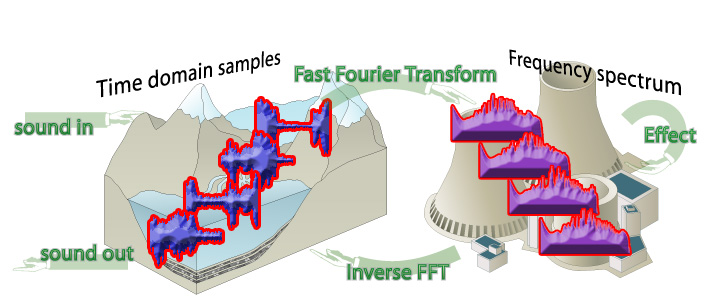 Time domain samples
Fast Fourier Transform
Frequency spectrum
sound in
Effect
sound out
Inverse FFT